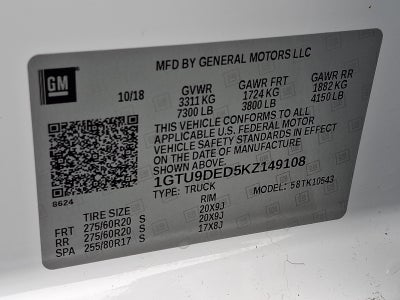 GM
MFD BY GENERAL MOTORS LLC
10/18 GVWR GAWR FRT GAWR RR
3311 KG 1724 KG 1882 KG
7300 LB 3800 LB 4150 LB
THIS VEHICLE CONFORMS TO ALL
APPLICABLE U.S. FEDERAL MOTOR
VEHICLE SAFETY STANDARDS IN EFFECT
ON THE DATE OF MANUFACTURE
SHOWN ABOVE.
1GTU9DED5KZ149108
8624 TYPE: TRUCK MODEL: 58TK10543
TIRE SIZE RIM
FRT 275/60R20 S 20X9J
RR 275/60R20 S 20X9J
SPA 255/80R17 S 17X8J